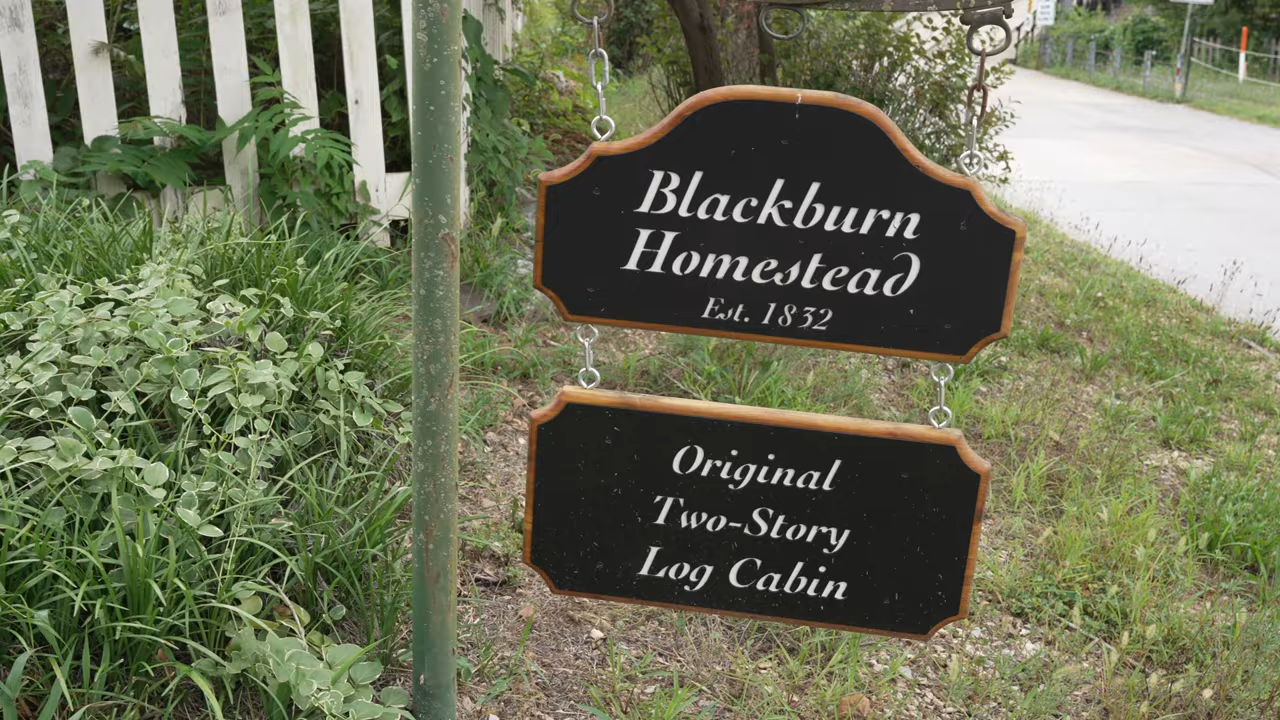 Blackburn
Homestead
Est. 1832
Original
Two-Story
Log Cabin